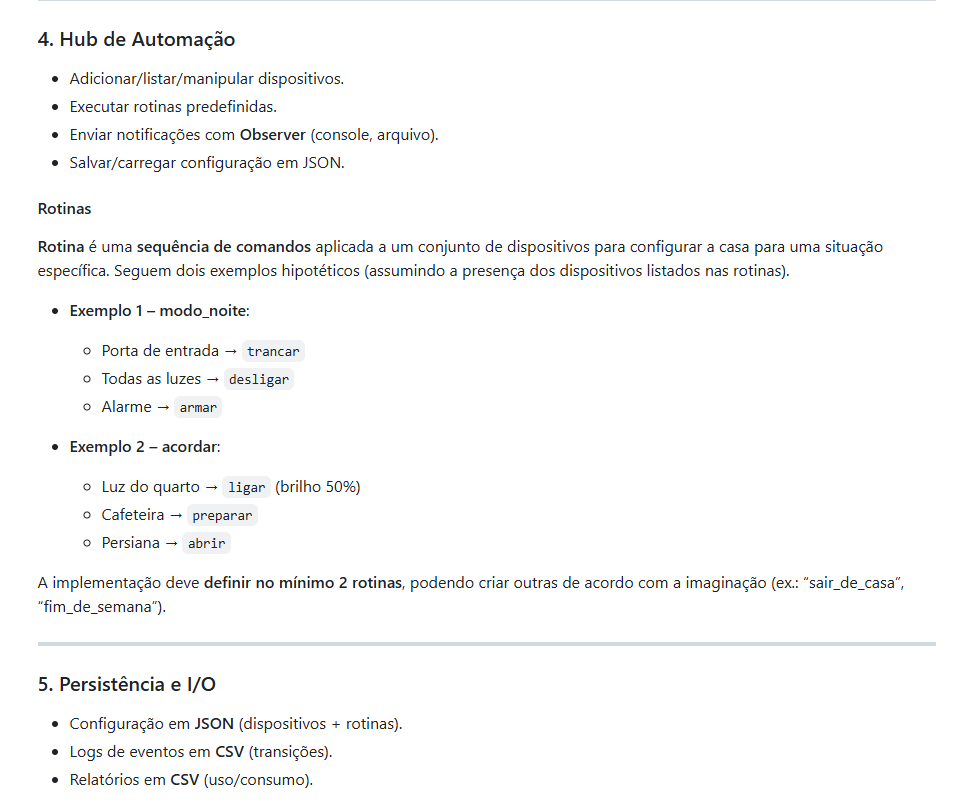 4. Hub de Automação
• Adicionar/listar/manipular dispositivos.
• Executar rotinas predefinidas.
• Enviar notificações com Observer (console, arquivo).
• Salvar/carregar configuração em JSON.
Rotinas
Rotina é uma sequência de comandos aplicada a um conjunto de dispositivos para configurar a casa para uma situação
específica. Seguem dois exemplos hipotéticos (assumindo a presença dos dispositivos listados nas rotinas).
• Exemplo 1 – modo_noite:
○ Porta de entrada → trancar
○ Todas as luzes → desligar
○ Alarme → armar
• Exemplo 2 – acordar:
○ Luz do quarto → ligar (brilho 50%)
○ Cafeteira → preparar
○ Persiana → abrir
A implementação deve definir no mínimo 2 rotinas, podendo criar outras de acordo com a imaginação (ex.: “sair_de_casa”,
“fim_de_semana”).
5. Persistência e I/O
• Configuração em JSON (dispositivos + rotinas).
• Logs de eventos em CSV (transições).
• Relatórios em CSV (uso/consumo).